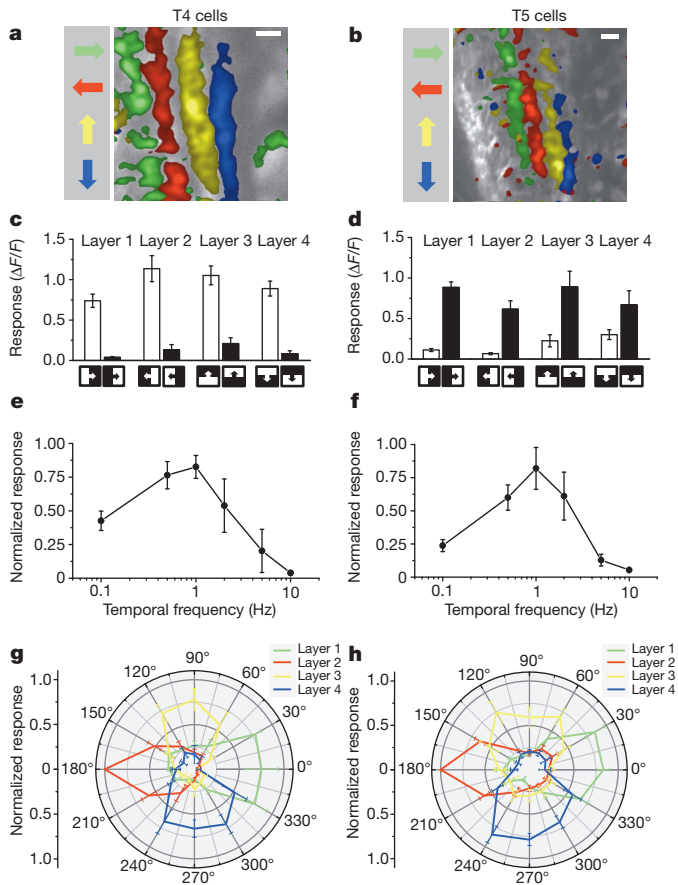 T4 cells
T5 cells
a
b
c
Layer 1 Layer 2 Layer 3 Layer 4
Response (ΔF/F)
1.5
1.0
0.5
0.0
d
Layer 1 Layer 2 Layer 3 Layer 4
Response (ΔF/F)
1.5
1.0
0.5
0.0
e
Normalized response
1.00
0.75
0.50
0.25
0
0.1 1 10
Temporal frequency (Hz)
f
Normalized response
1.00
0.75
0.50
0.25
0
0.1 1 10
Temporal frequency (Hz)
g
Layer 1
Layer 2
Layer 3
Layer 4
Normalized response
1.0
0.5
0
0.5
1.0
90°
60°
30°
0°
330°
300°
270°
240°
210°
180°
150°
120°
h
Layer 1
Layer 2
Layer 3
Layer 4
Normalized response
1.0
0.5
0
0.5
1.0
90°
60°
30°
0°
330°
300°
270°
240°
210°
180°
150°
120°